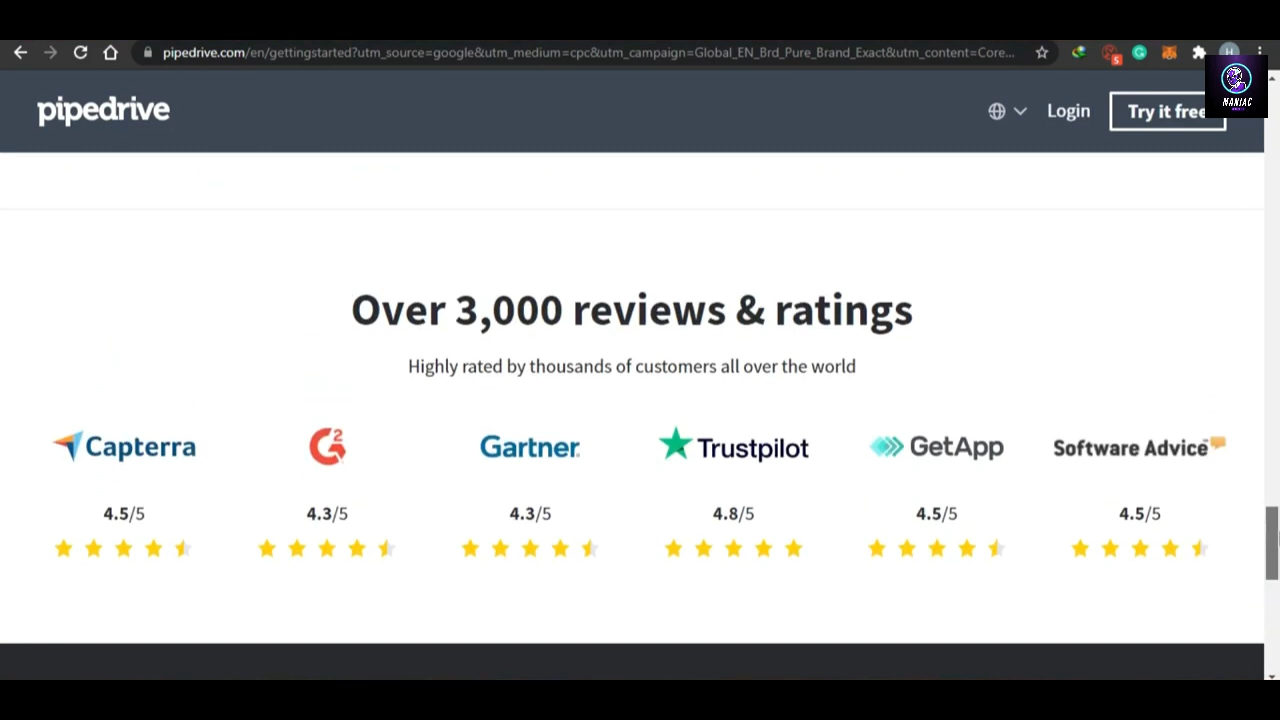 pipedrive.com/en/gettingstarted?utm_source=google&utm_medium=cpc&utm_campaign=Global_EN_Brd_Pure_Brand_Exact&utm_content=Core...
S
H
MANIAC
pipedrive
Login
Try it free
Over 3,000 reviews & ratings
Highly rated by thousands of customers all over the world
Capterra
G2
Gartner.
Trustpilot
GetApp
Software Advice
4.5/5
4.3/5
4.3/5
4.8/5
4.5/5
4.5/5